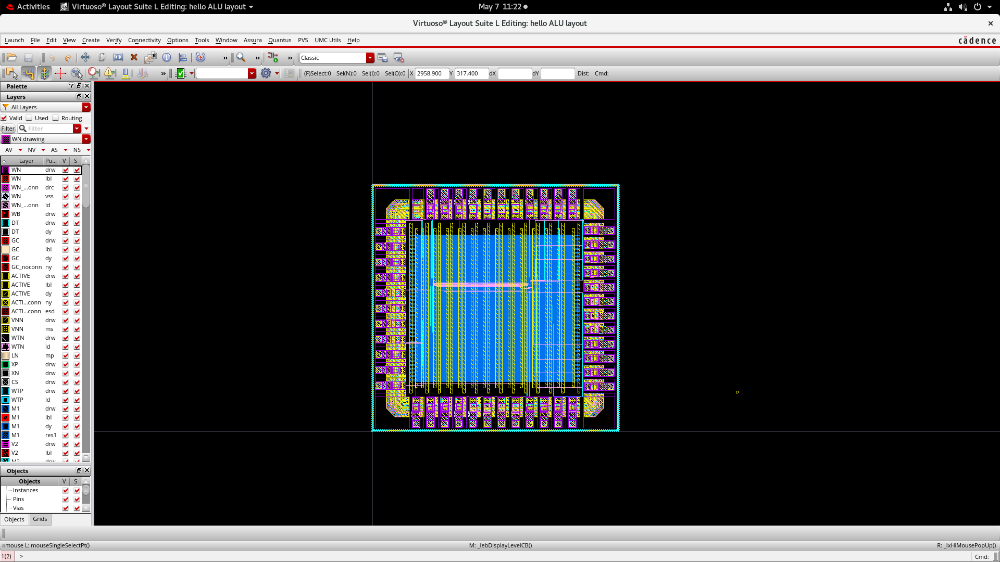 Activities Virtuoso® Layout Suite L Editing: hello ALU layout May 7 11:22
Virtuoso® Layout Suite L Editing: hello ALU layout
Launch File Edit View Create Verify Connectivity Options Tools Window Assura Quantus PVS UMC Utils Help cādence
» » » Classic
» (F)Select:0 Sel(N):0 Sel(I):0 Sel(O):0 X 2958.900 Y 317.400 dX dY Dist: Cmd:
Palette
Layers
All Layers
Valid Used Routing
Filter Filter
WN drawing
AV NV AS NS
Layer Pu... V S
WN drw
WN lbl
WN_...onn drc
WN vss
WN_...onn ld
WB drw
DT drw
DT dy
GC drw
GC lbl
GC dy
GC_noconn ny
ACTIVE drw
ACTIVE lbl
ACTIVE dy
ACTI...conn ny
ACTI...conn esd
VNN drw
VNN ms
WTN drw
WTN ld
LN mp
XP drw
XN drw
CS drw
WTP drw
WTP ld
M1 drw
M1 lbl
M1 dy
M1 res1
V2 drw
V2 lbl
M2 drw
Objects
Objects V S
Instances
Pins
Vias
Objects Grids
mouse L: mouseSingleSelectPt() M: _lebDisplayLevelCB() R: _lxHiMousePopUp()
1(2) > Cmd: